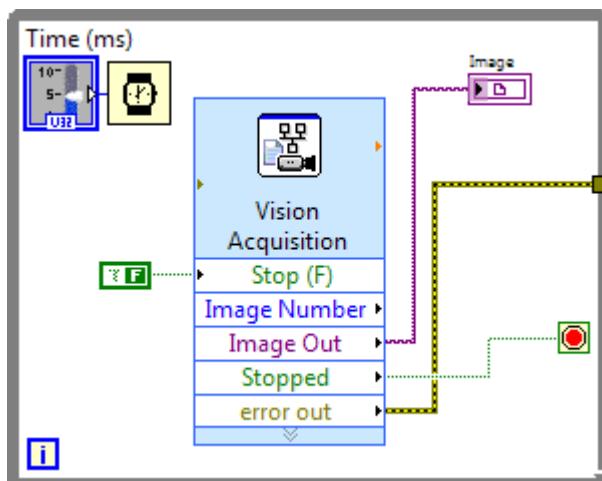 Time (ms)
10-
5-
U32
Image
Vision
Acquisition
F
Stop (F)
Image Number
Image Out
Stopped
error out
i